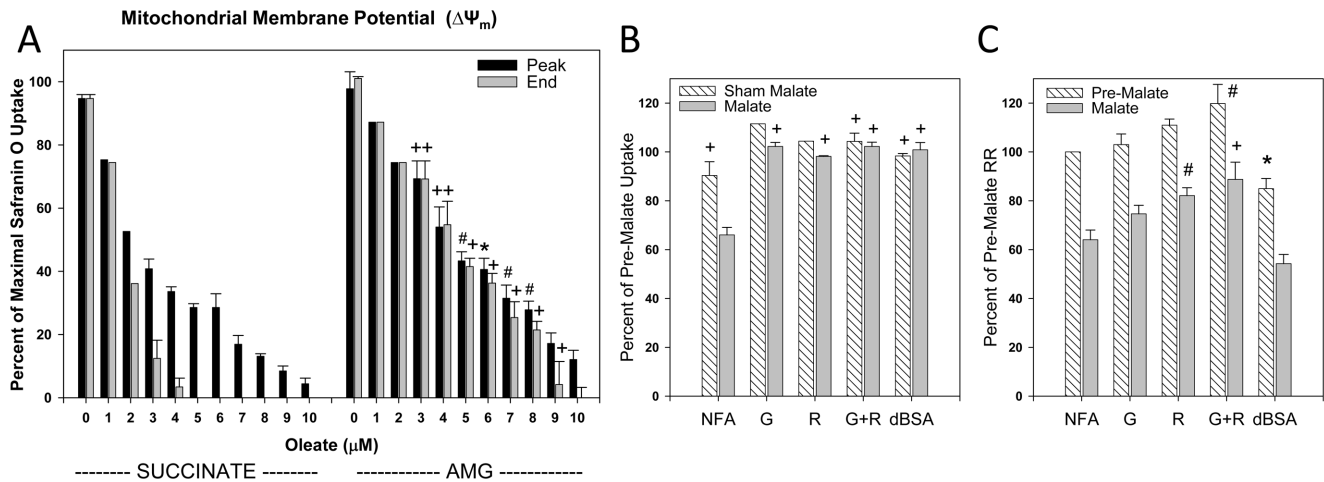 Mitochondrial Membrane Potential (ΔΨm)
A
Percent of Maximal Safranin O Uptake
100
80
60
40
20
0
Peak
End
++
++
# +
* +
# +
# +
+
0 1 2 3 4 5 6 7 8 9 10 0 1 2 3 4 5 6 7 8 9 10
Oleate (μM)
-------- SUCCINATE -------- ------------ AMG ------------
B
Percent of Pre-Malate Uptake
120
100
80
60
40
20
0
Sham Malate
Malate
+ + + + + + +
NFA G R G+R dBSA
C
Percent of Pre-Malate RR
120
100
80
60
40
20
0
Pre-Malate
Malate
# # + *
NFA G R G+R dBSA